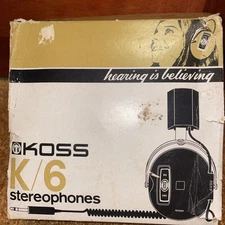 hearing is believing
KOSS
K/6
stereophones